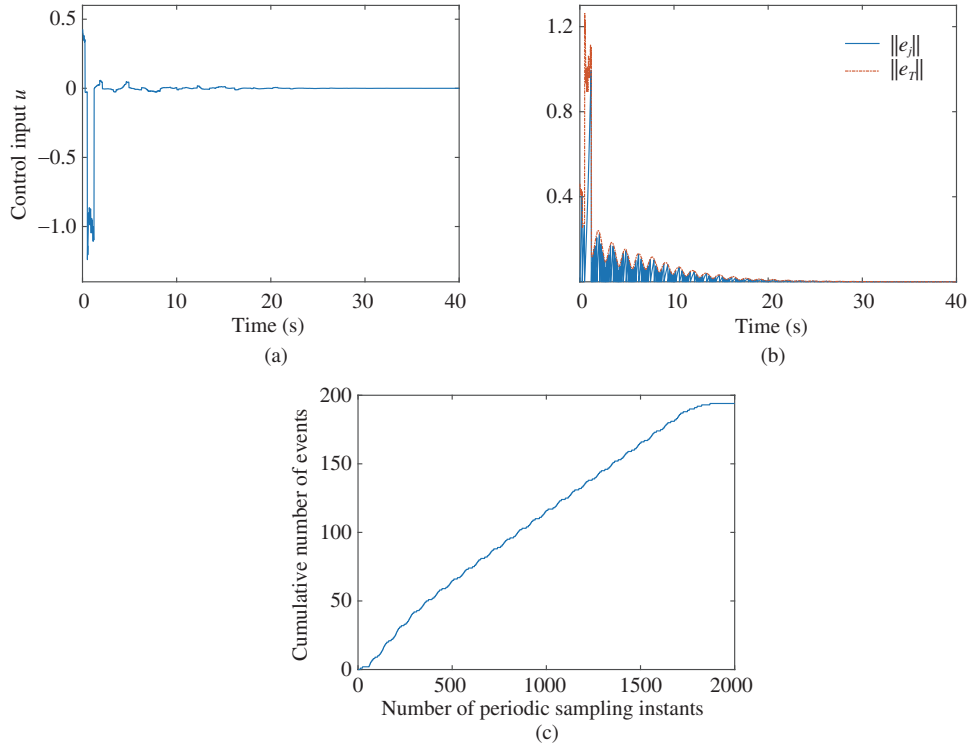 0.5
0
−0.5
−1.0
Control input u
0 10 20 30 40
Time (s)
(a)
1.2
0.8
0.4
||e_j||
||e_T||
0 10 20 30 40
Time (s)
(b)
200
150
100
50
0
Cumulative number of events
0 500 1000 1500 2000
Number of periodic sampling instants
(c)